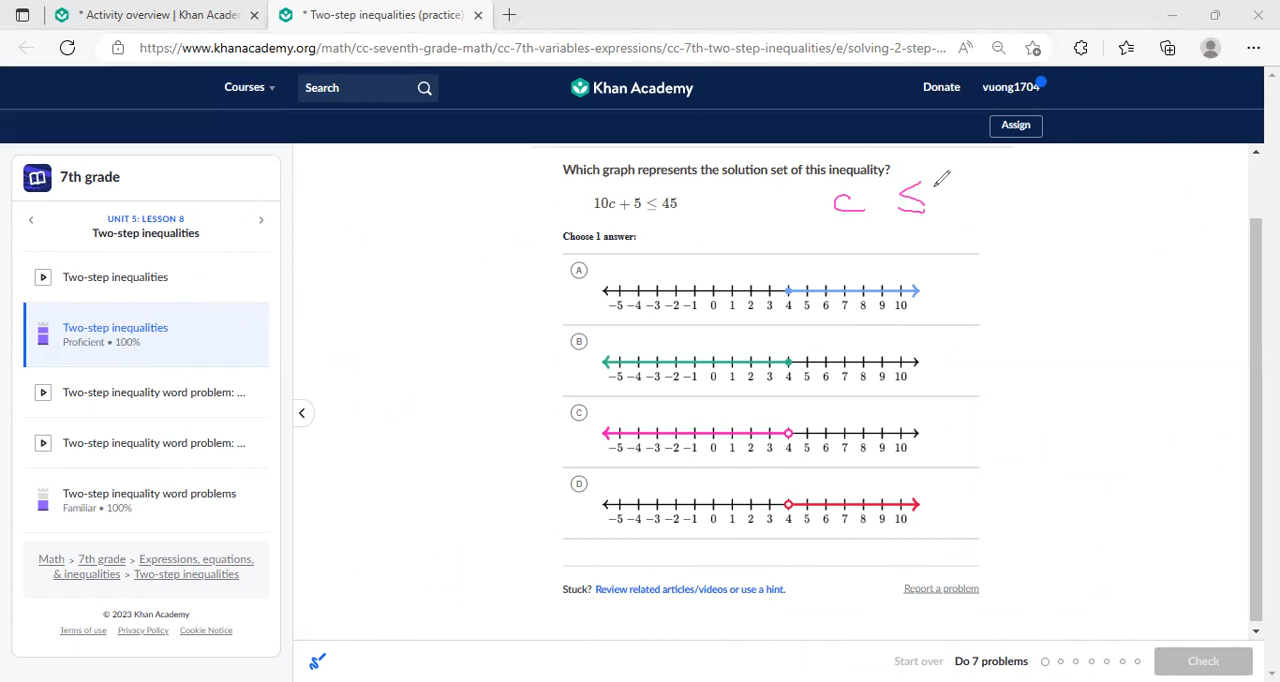 * Activity overview | Khan Academ
* Two-step inequalities (practice)
https://www.khanacademy.org/math/cc-seventh-grade-math/cc-7th-variables-expressions/cc-7th-two-step-inequalities/e/solving-2-step-...
Courses
Search
Khan Academy
Donate
vuong1704
Assign
7th grade
UNIT 5: LESSON 8
Two-step inequalities
Two-step inequalities
Two-step inequalities
Proficient • 100%
Two-step inequality word problem: ...
Two-step inequality word problem: ...
Two-step inequality word problems
Familiar • 100%
Math > 7th grade > Expressions, equations,
& inequalities > Two-step inequalities
© 2023 Khan Academy
Terms of use Privacy Policy Cookie Notice
Which graph represents the solution set of this inequality?
10c + 5 ≤ 45
c ≤
Choose 1 answer:
A
−5 −4 −3 −2 −1 0 1 2 3 4 5 6 7 8 9 10
B
−5 −4 −3 −2 −1 0 1 2 3 4 5 6 7 8 9 10
C
−5 −4 −3 −2 −1 0 1 2 3 4 5 6 7 8 9 10
D
−5 −4 −3 −2 −1 0 1 2 3 4 5 6 7 8 9 10
Stuck? Review related articles/videos or use a hint.
Report a problem
Start over Do 7 problems Check